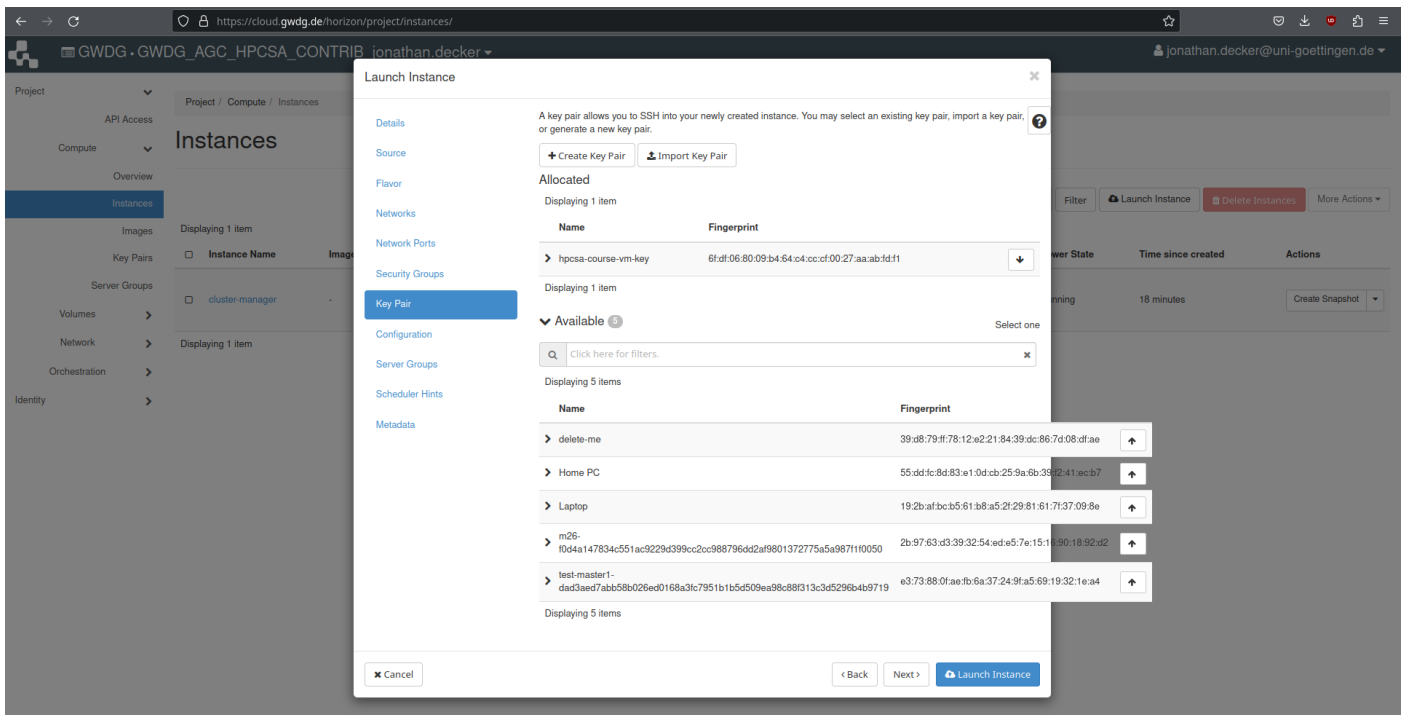 https://cloud.gwdg.de/horizon/project/instances/
GWDG • GWDG_AGC_HPCSA_CONTRIB_jonathan.decker
jonathan.decker@uni-goettingen.de
Project
API Access
Compute
Overview
Instances
Images
Key Pairs
Server Groups
Volumes
Network
Orchestration
Identity
Project / Compute / Instances
Instances
Filter
Launch Instance
Delete Instances
More Actions
Displaying 1 item
Instance Name Image
wer State Time since created Actions
cluster-manager -
nning 18 minutes Create Snapshot
Displaying 1 item
Launch Instance
Details
Source
Flavor
Networks
Network Ports
Security Groups
Key Pair
Configuration
Server Groups
Scheduler Hints
Metadata
A key pair allows you to SSH into your newly created instance. You may select an existing key pair, import a key pair,
or generate a new key pair.
Create Key Pair
Import Key Pair
Allocated
Displaying 1 item
Name Fingerprint
hpcsa-course-vm-key 6f:df:06:80:09:b4:64:c4:cc:cf:00:27:aa:ab:fd:f1
Displaying 1 item
Available 5
Select one
Click here for filters.
Displaying 5 items
Name Fingerprint
delete-me 39:d8:79:ff:78:12:e2:21:84:39:dc:86:7d:08:df:ae
Home PC 55:dd:fc:8d:83:e1:0d:cb:25:9a:6b:39:f2:41:ec:b7
Laptop 19:2b:af:bc:b5:61:b8:a5:2f:29:81:61:7f:37:09:8e
m26-
f0d4a147834c551ac9229d399cc2cc988796dd2af9801372775a5a987f1f0050 2b:97:63:d3:39:32:54:ed:e5:7e:15:16:90:18:92:d2
test-master1-
dad3aed7abb58b026ed0168a3fc7951b1b5d509ea98c88f313c3d5296b4b9719 e3:73:88:0f:ae:fb:6a:37:24:9f:a5:69:19:32:1e:a4
Displaying 5 items
Cancel
Back
Next
Launch Instance